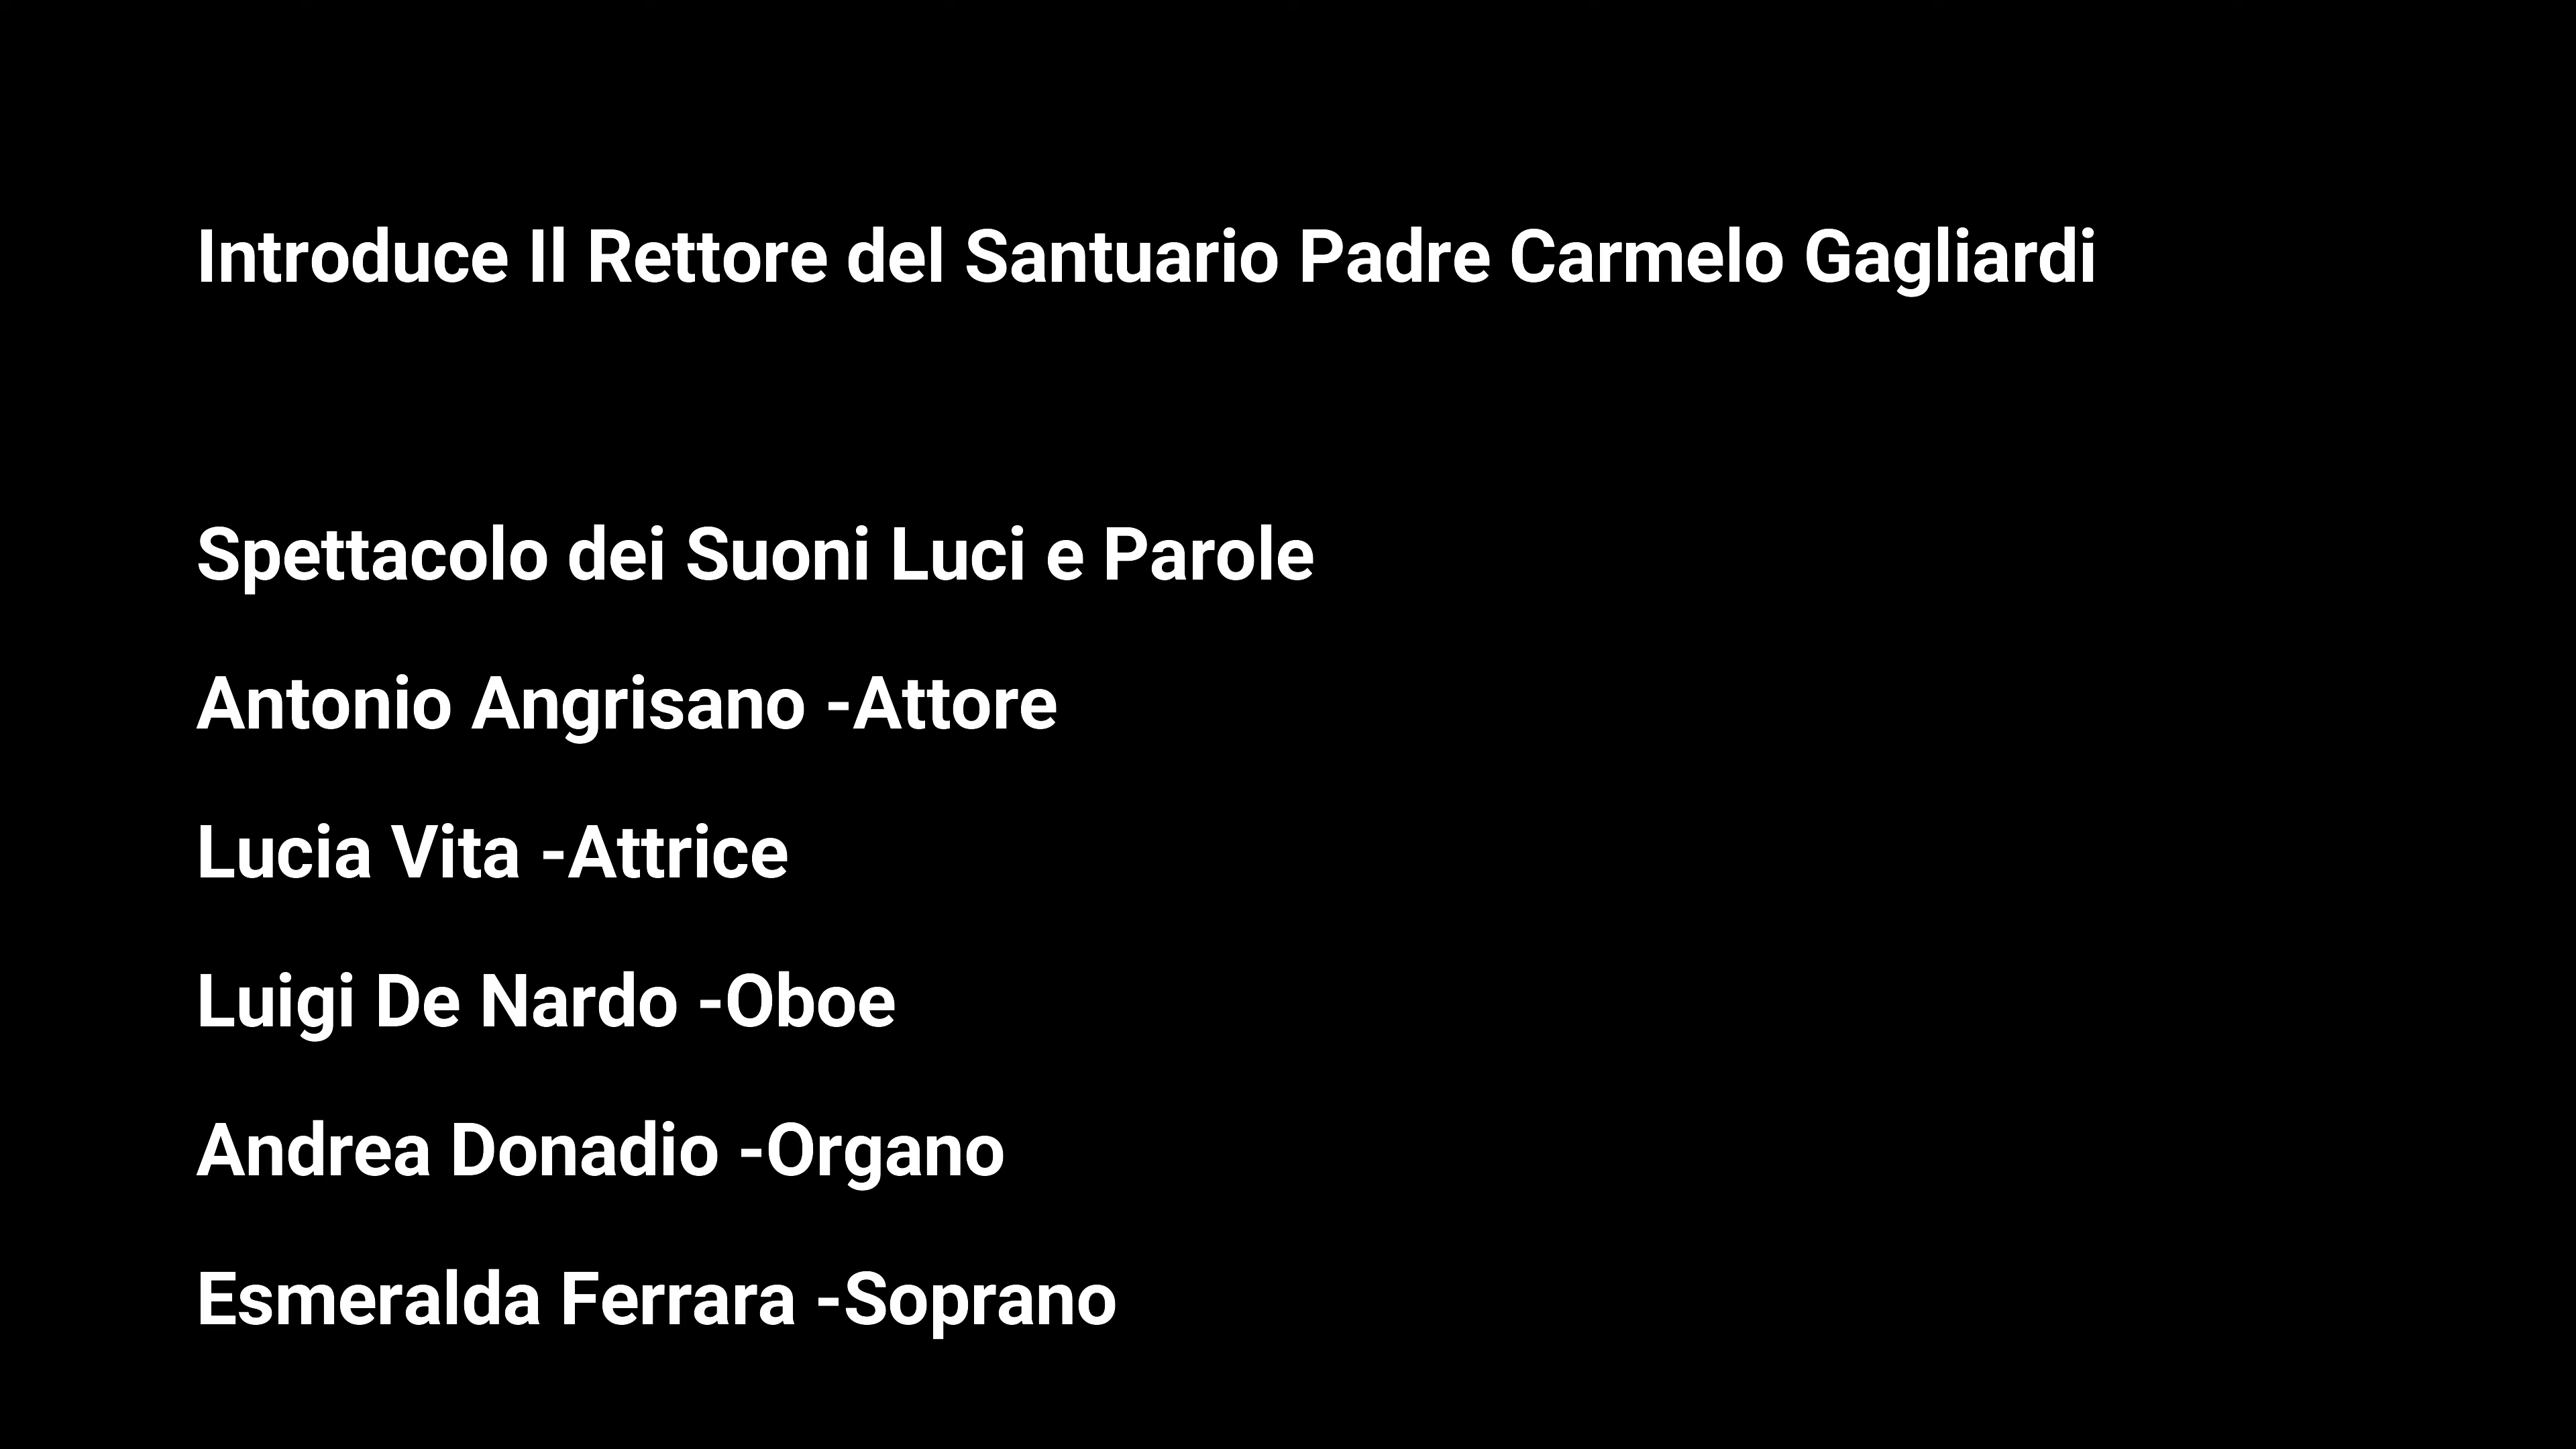 Introduce Il Rettore del Santuario Padre Carmelo Gagliardi
Spettacolo dei Suoni Luci e Parole
Antonio Angrisano -Attore
Lucia Vita -Attrice
Luigi De Nardo -Oboe
Andrea Donadio -Organo
Esmeralda Ferrara -Soprano